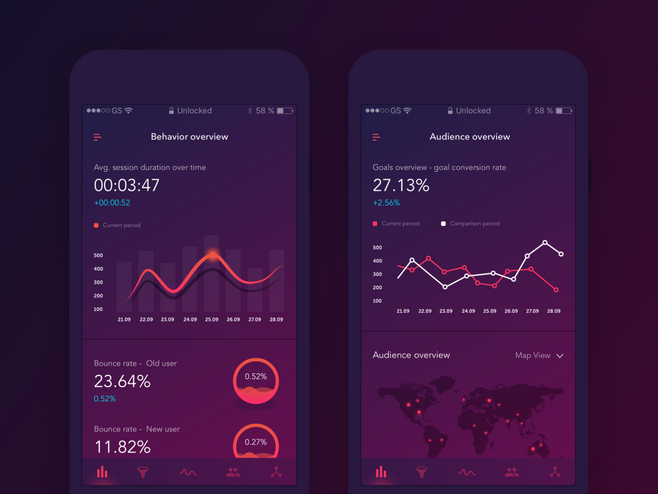 GS
Unlocked
58 %
Behavior overview
Avg. session duration over time
00:03:47
+00:00:52
Current period
500
400
300
200
100
21.09 22.09 23.09 24.09 25.09 26.09 27.09 28.09
Bounce rate - Old user
23.64%
0.52%
0.52%
Bounce rate - New user
11.82%
0.27%
GS
Unlocked
58 %
Audience overview
Goals overview - goal conversion rate
27.13%
+2.56%
Current period Comparison period
500
400
300
200
100
21.09 22.09 23.09 24.09 25.09 26.09 27.09 28.09
Audience overview Map View